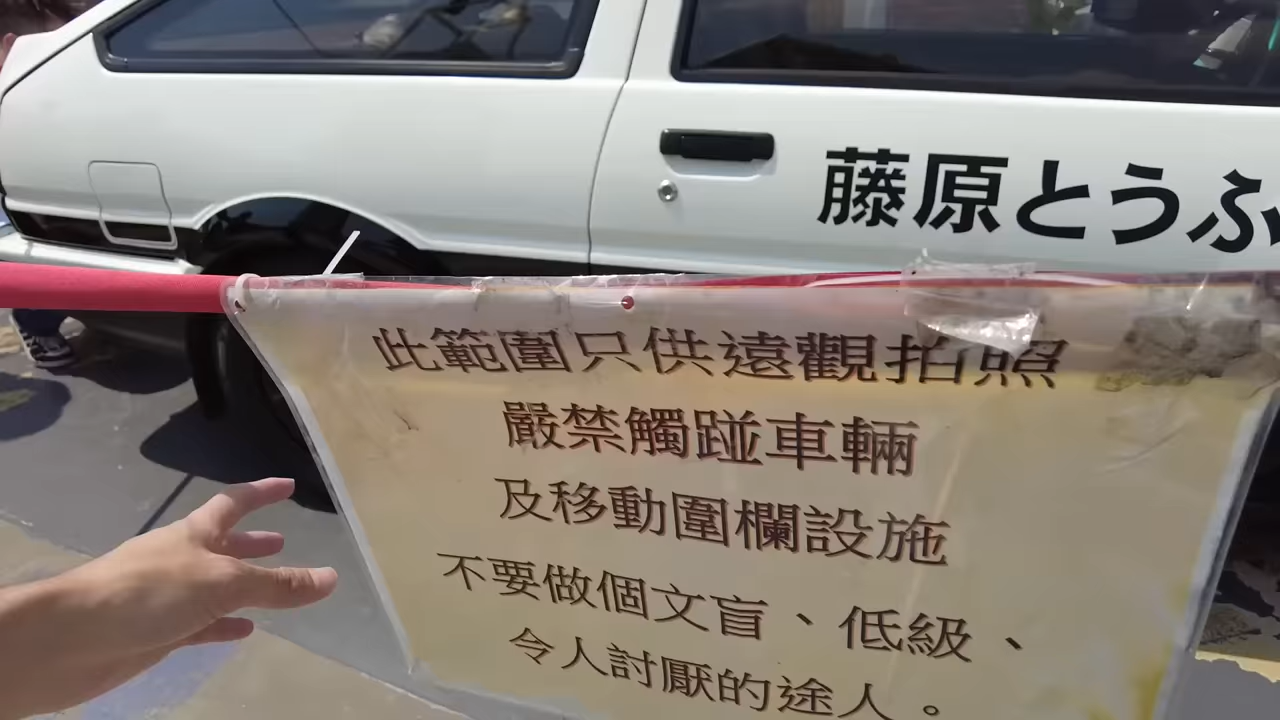 藤原とうふ
此範圍只供遠觀拍照
嚴禁觸踫車輛
及移動圍欄設施
不要做個文盲、低級、
令人討厭的途人。